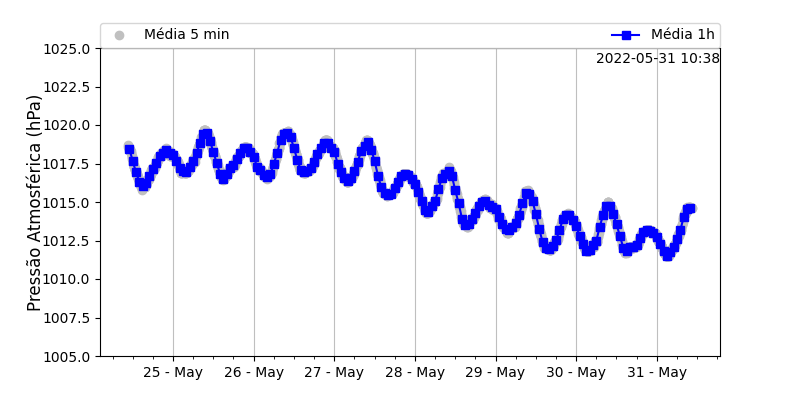 Média 5 min
Média 1h
2022-05-31 10:38
Pressão Atmosférica (hPa)
1025.0
1022.5
1020.0
1017.5
1015.0
1012.5
1010.0
1007.5
1005.0
25 - May
26 - May
27 - May
28 - May
29 - May
30 - May
31 - May